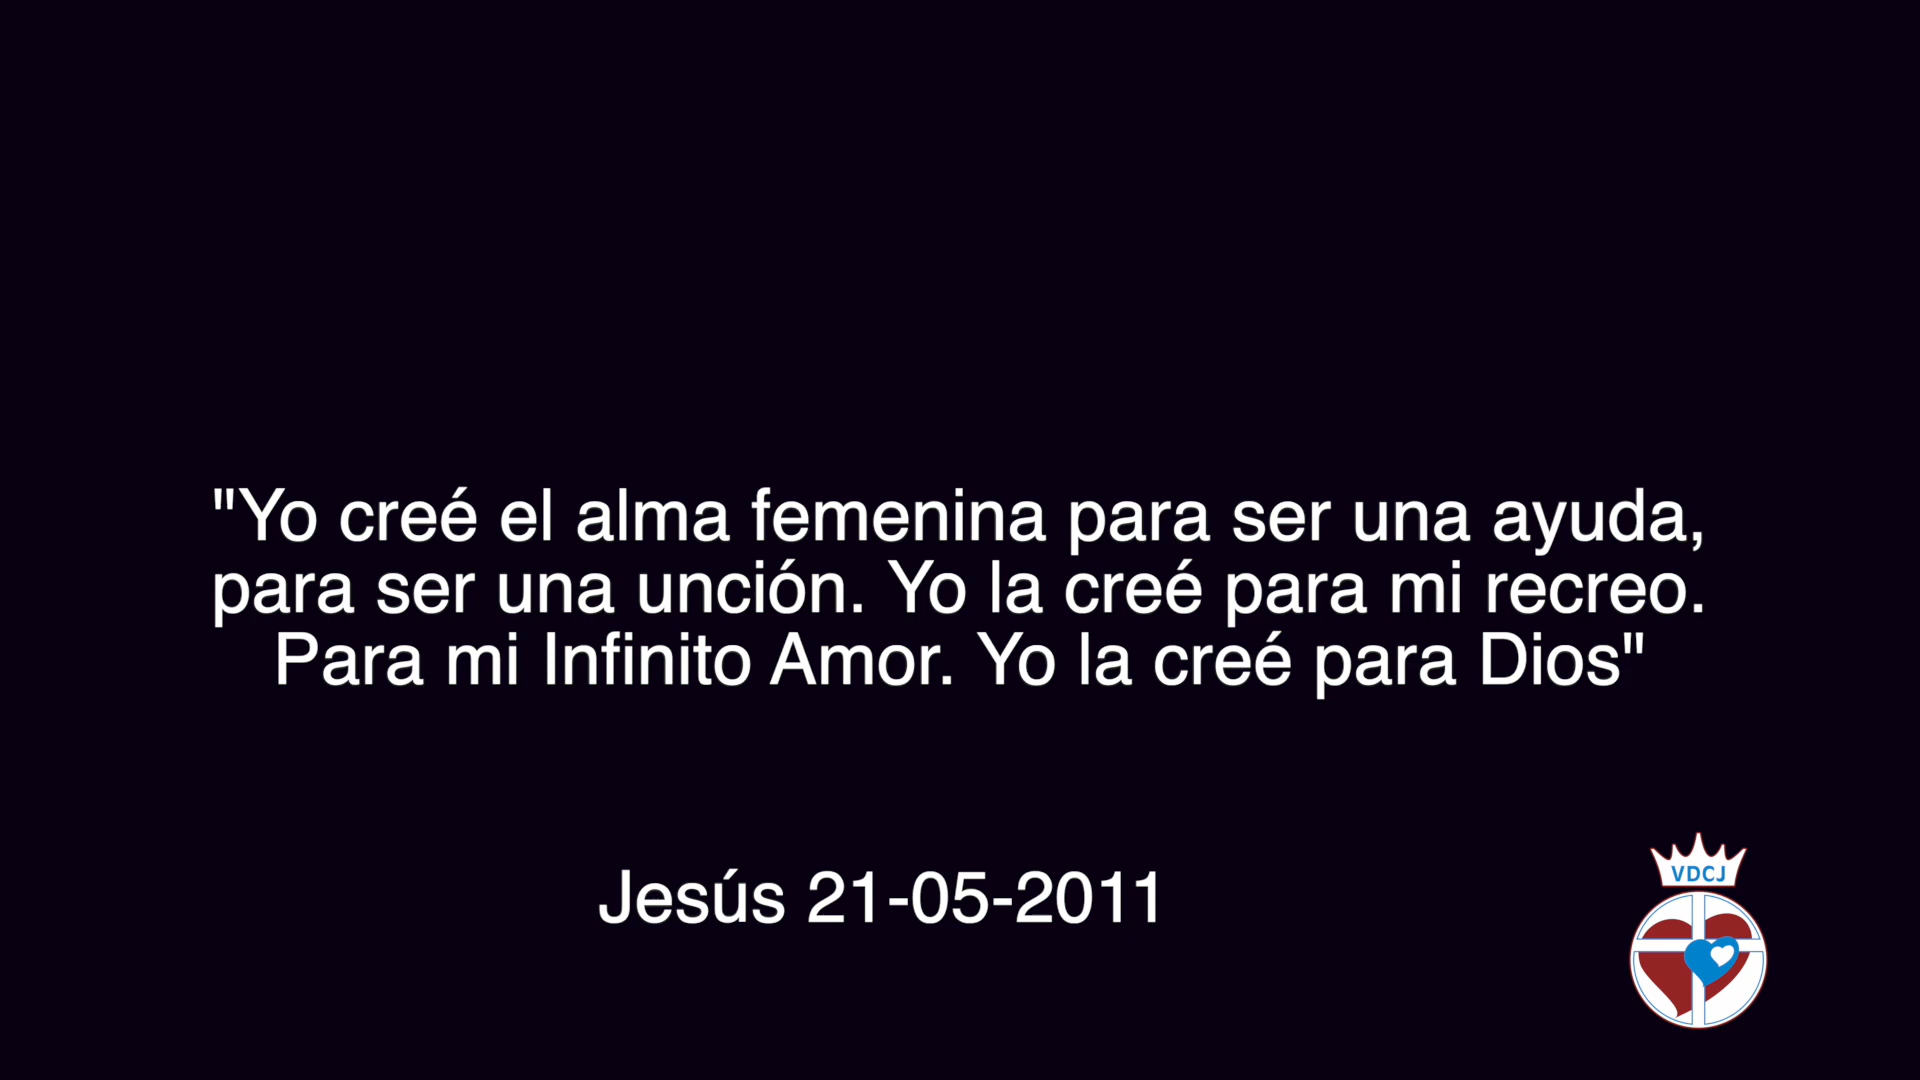 "Yo creé el alma femenina para ser una ayuda,
para ser una unción. Yo la creé para mi recreo.
Para mi Infinito Amor. Yo la creé para Dios"
Jesús 21-05-2011
VDCJ